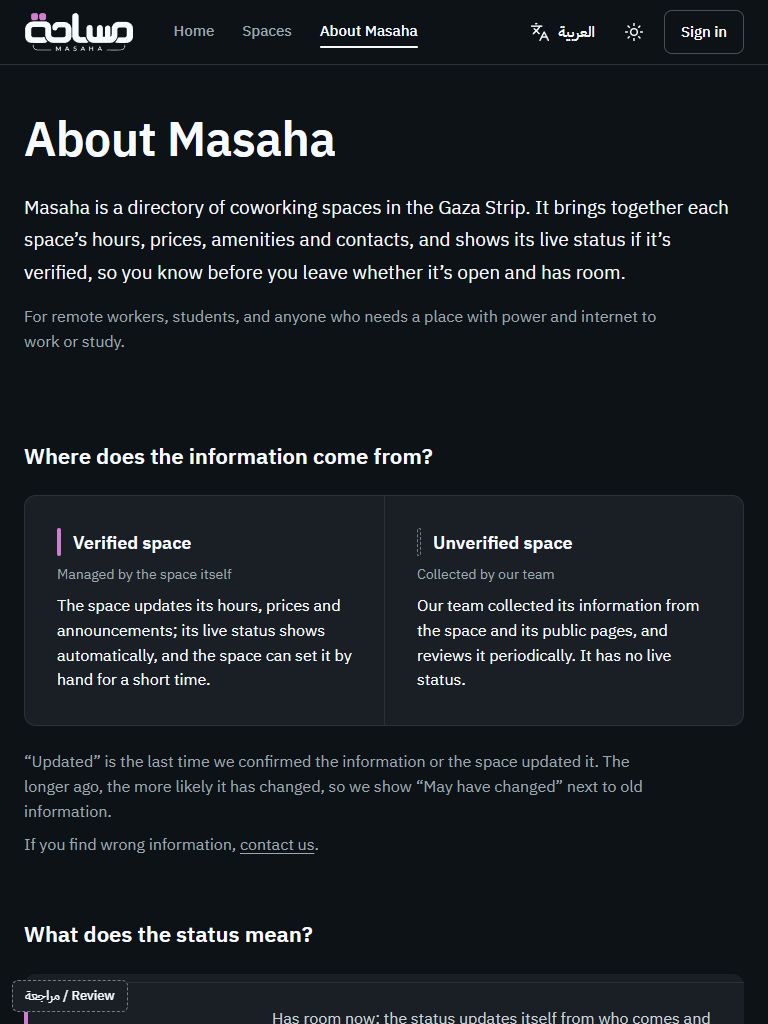 مساحة
MASAHA
Home
Spaces
About Masaha
العربية
Sign in
About Masaha
Masaha is a directory of coworking spaces in the Gaza Strip. It brings together each
space’s hours, prices, amenities and contacts, and shows its live status if it’s
verified, so you know before you leave whether it’s open and has room.
For remote workers, students, and anyone who needs a place with power and internet to
work or study.
Where does the information come from?
Verified space
Managed by the space itself
The space updates its hours, prices and
announcements; its live status shows
automatically, and the space can set it by
hand for a short time.
Unverified space
Collected by our team
Our team collected its information from
the space and its public pages, and
reviews it periodically. It has no live
status.
“Updated” is the last time we confirmed the information or the space updated it. The
longer ago, the more likely it has changed, so we show “May have changed” next to old
information.
If you find wrong information, contact us.
What does the status mean?
مراجعة / Review
Has room now: the status updates itself from who comes and